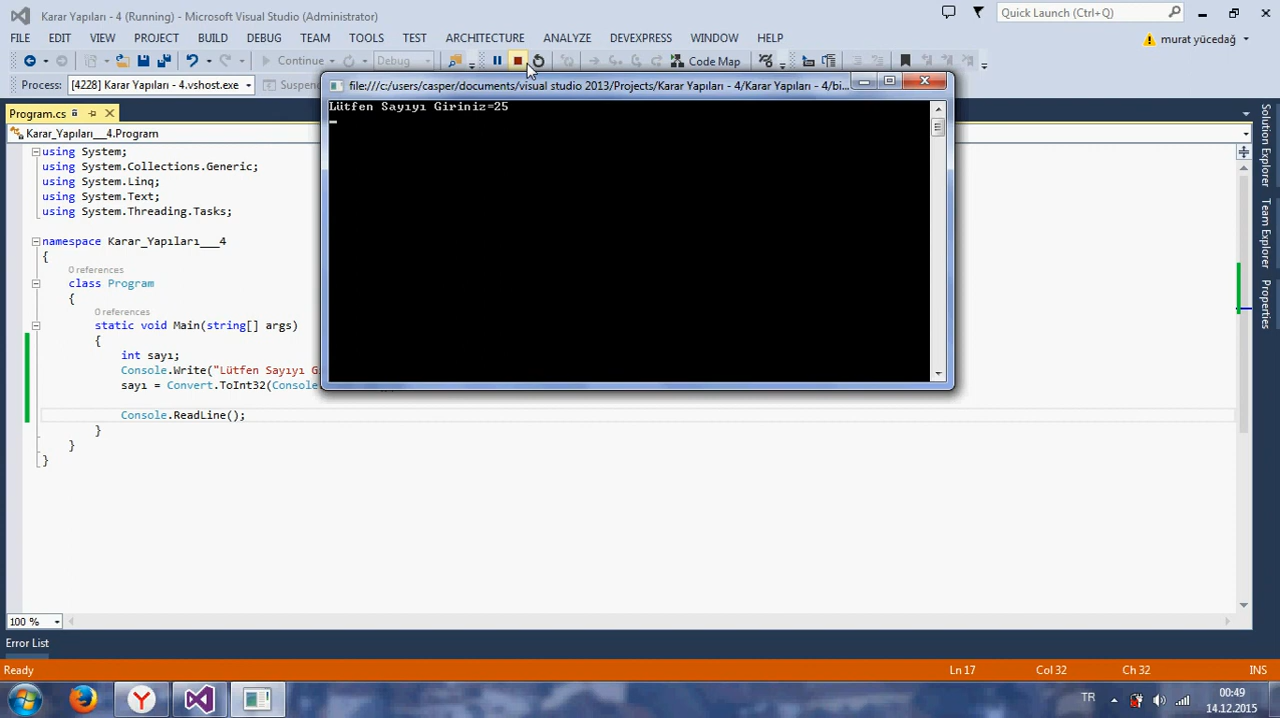 Karar Yapıları - 4 (Running) - Microsoft Visual Studio (Administrator)
Quick Launch (Ctrl+Q)
FILE EDIT VIEW PROJECT BUILD DEBUG TEAM TOOLS TEST ARCHITECTURE ANALYZE DEVEXPRESS WINDOW HELP
murat yücedağ
Continue
Debug
Code Map
Process: [4228] Karar Yapıları - 4.vshost.exe
file:///c:/users/casper/documents/visual studio 2013/Projects/Karar Yapıları - 4/Karar Yapıları - 4/bi...
Lütfen Sayıyı Giriniz=25
Program.cs
Karar_Yapıları__4.Program
using System;
using System.Collections.Generic;
using System.Linq;
using System.Text;
using System.Threading.Tasks;
namespace Karar_Yapıları___4
{
0 references
class Program
{
0 references
static void Main(string[] args)
{
int sayı;
Console.Write("Lütfen Sayıyı G
sayı = Convert.ToInt32(Conso
Console.ReadLine();
}
}
}
Solution Explorer
Team Explorer
Properties
100 %
Error List
Ready
Ln 17
Col 32
Ch 32
INS
TR
00:49
14.12.2015